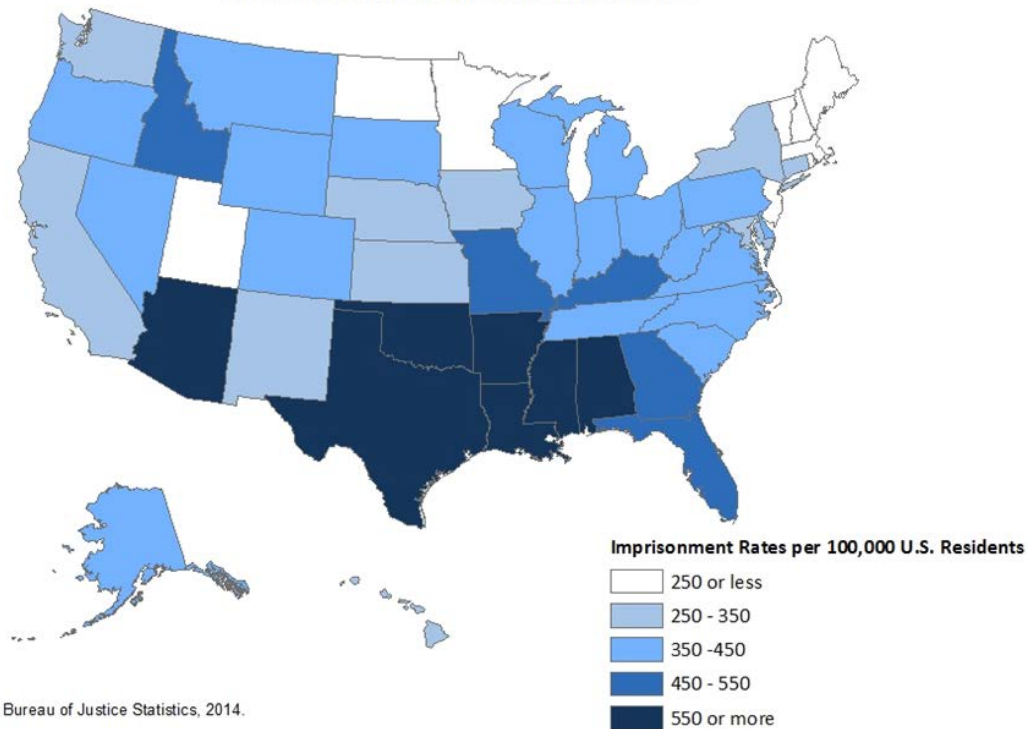 Imprisonment Rates per 100,000 U.S. Residents
250 or less
250 - 350
350 -450
450 - 550
550 or more
Bureau of Justice Statistics, 2014.